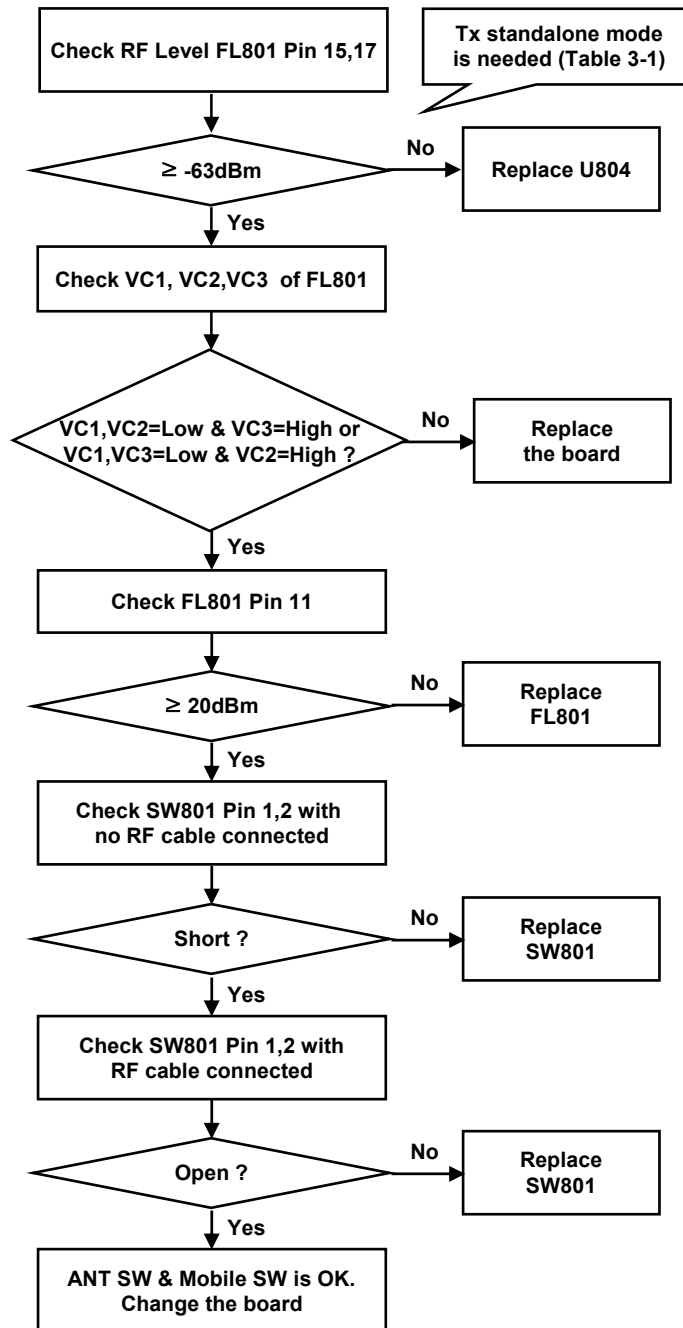 Check RF Level FL801 Pin 15,17
Tx standalone mode
is needed (Table 3-1)
≥ -63dBm
No
Replace U804
Yes
Check VC1, VC2,VC3 of FL801
VC1,VC2=Low & VC3=High or
VC1,VC3=Low & VC2=High ?
No
Replace
the board
Yes
Check FL801 Pin 11
≥ 20dBm
No
Replace
FL801
Yes
Check SW801 Pin 1,2 with
no RF cable connected
Short ?
No
Replace
SW801
Yes
Check SW801 Pin 1,2 with
RF cable connected
Open ?
No
Replace
SW801
Yes
ANT SW & Mobile SW is OK.
Change the board